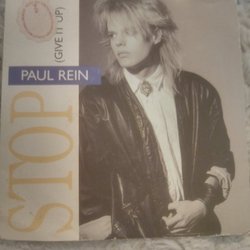 STOP
(GIVE IT UP)
PAUL REIN